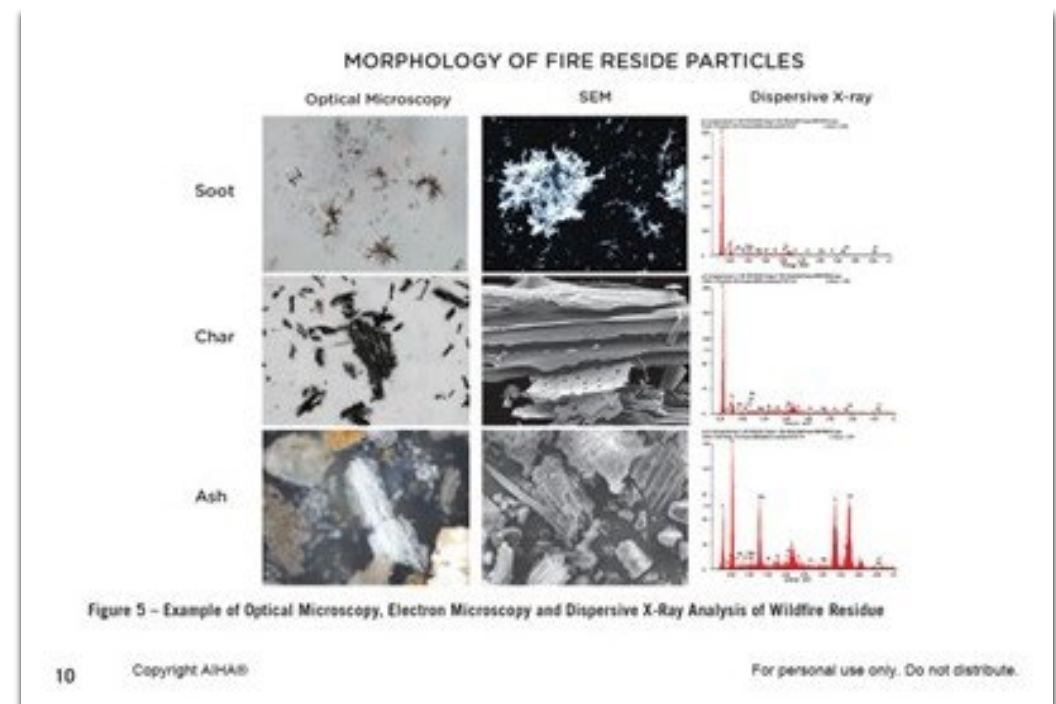 MORPHOLOGY OF FIRE RESIDE PARTICLES
Optical Microscopy SEM Dispersive X-ray
Soot
Char
Ash
Figure 5 – Example of Optical Microscopy, Electron Microscopy and Dispersive X-Ray Analysis of Wildfire Residue
10 Copyright AIHA® For personal use only. Do not distribute.